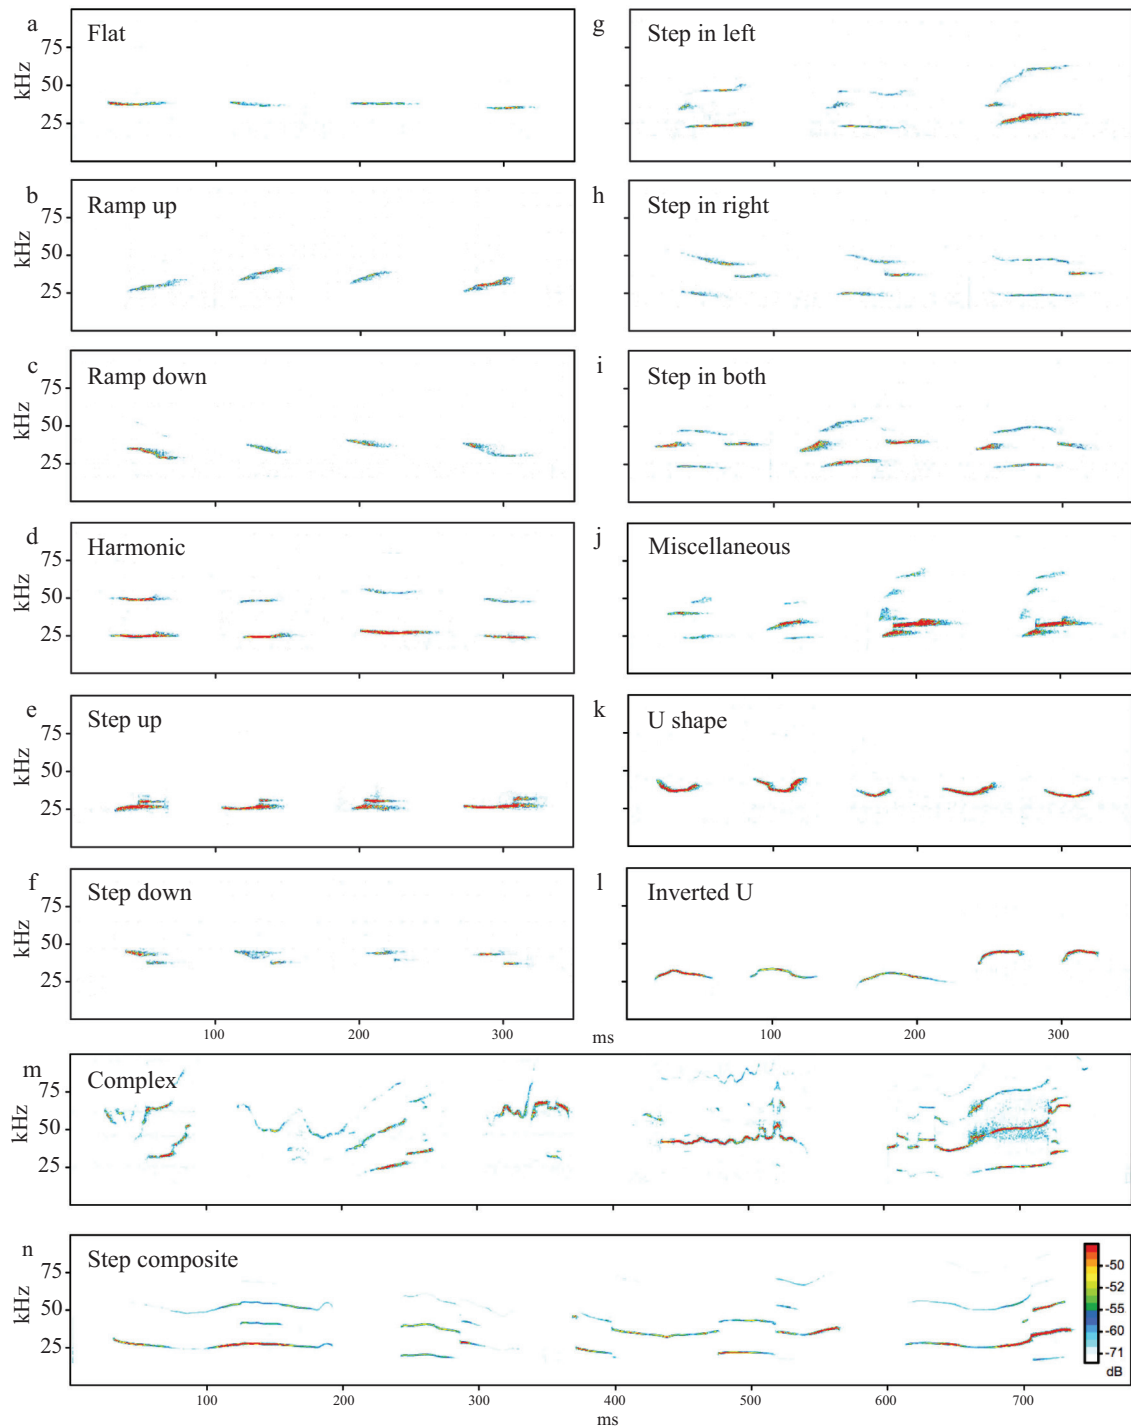 a
Flat
kHz
75
50
25
g
Step in left
b
Ramp up
kHz
75
50
25
h
Step in right
c
Ramp down
kHz
75
50
25
i
Step in both
d
Harmonic
kHz
75
50
25
j
Miscellaneous
e
Step up
kHz
75
50
25
k
U shape
f
Step down
kHz
75
50
25
100 200 300
l
Inverted U
100 200 300
ms
m
Complex
kHz
75
50
25
n
Step composite
kHz
75
50
25
-50
-52
-55
-60
-71
dB
100 200 300 400 500 600 700
ms